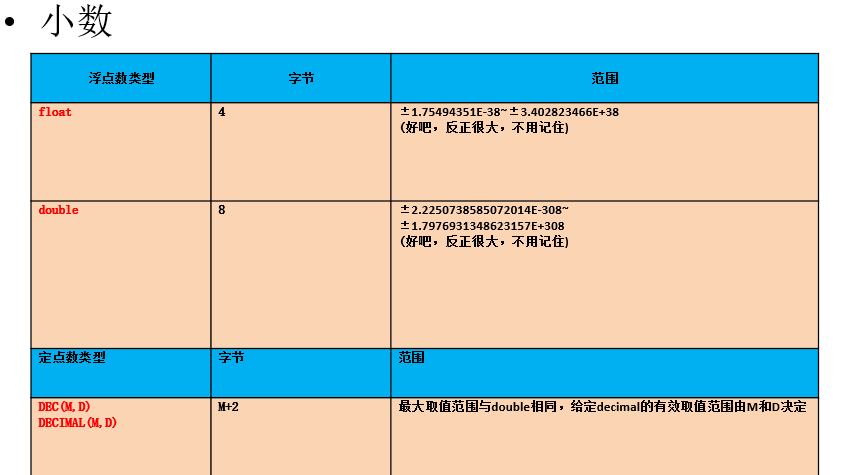 • 小数
浮点数类型 字节 范围
float 4 ±1.75494351E-38~±3.402823466E+38
(好吧，反正很大，不用记住)
double 8 ±2.2250738585072014E-308~
±1.7976931348623157E+308
(好吧，反正很大，不用记住)
定点数类型 字节 范围
DEC(M,D) M+2 最大取值范围与double相同，给定decimal的有效取值范围由M和D决定
DECIMAL(M,D)